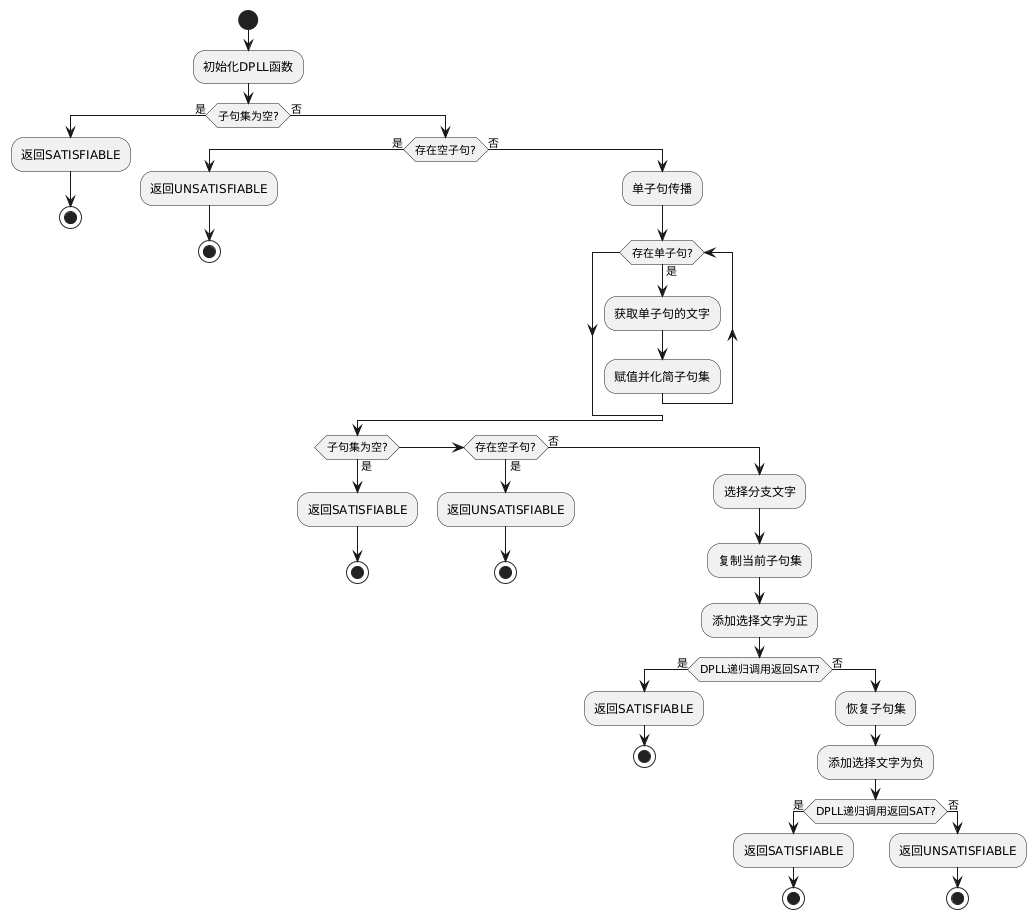 初始化DPLL函数
子句集为空?
是
否
返回SATISFIABLE
存在空子句?
是
否
返回UNSATISFIABLE
单子句传播
存在单子句?
是
获取单子句的文字
赋值并化简子句集
子句集为空?
是
返回SATISFIABLE
存在空子句?
是
否
返回UNSATISFIABLE
选择分支文字
复制当前子句集
添加选择文字为正
DPLL递归调用返回SAT?
是
否
返回SATISFIABLE
恢复子句集
添加选择文字为负
DPLL递归调用返回SAT?
是
否
返回SATISFIABLE
返回UNSATISFIABLE